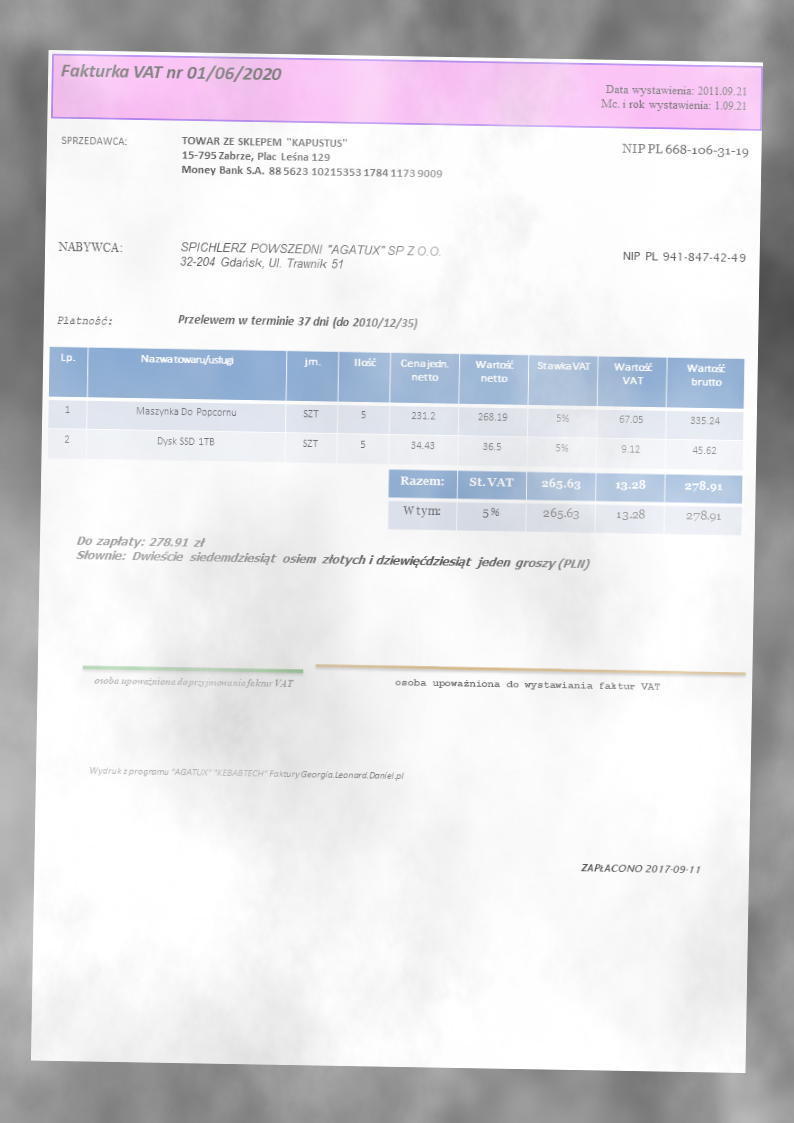 Fakturka VAT nr 01/06/2020
Data wystawienia: 2011.09.21
Mc. i rok wystawienia: 1.09.21
SPRZEDAWCA: TOWAR ZE SKLEPEM "KAPUSTUS" NIP PL 668-106-31-19
15-795 Zabrze, Plac Leśna 129
Money Bank S.A. 88 5623 10215353 1784 1173 9009
NABYWCA: SPICHLERZ POWSZEDNI "AGATUX" SP Z O.O. NIP PL 941-847-42-49
32-204 Gdańsk, Ul. Trawnik 51
Płatność: Przelewem w terminie 37 dni (do 2010/12/35)
Lp. Nazwa towaru/usługi jm. Ilość Cena jedn. netto Wartość netto Stawka VAT Wartość VAT Wartość brutto
1 Maszynka Do Popcornu SZT 5 231.2 268.19 5% 67.05 335.24
2 Dysk SSD 1TB SZT 5 34.43 36.5 5% 9.12 45.62
Razem: St. VAT 265.63 13.28 278.91
W tym: 5% 265.63 13.28 278.91
Do zapłaty: 278.91 zł
Słownie: Dwieście siedemdziesiąt osiem złotych i dziewięćdziesiąt jeden groszy (PLN)
osoba upoważniona do przyjmowania faktur VAT osoba upoważniona do wystawiania faktur VAT
Wydruk z programu "AGATUX" "KEBABTECH" Faktury Georgia.Leonard.Daniel.pl
ZAPŁACONO 2017-09-11